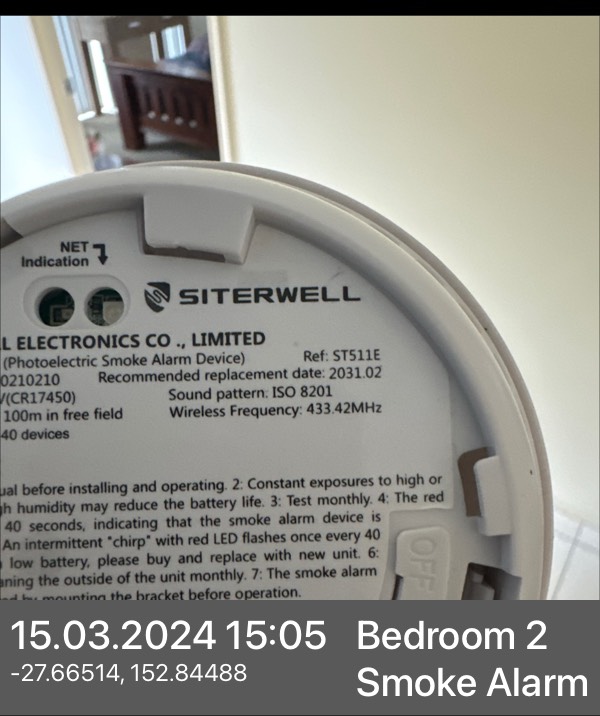 NET
Indication
SITERWELL
L ELECTRONICS CO ., LIMITED
(Photoelectric Smoke Alarm Device) Ref: ST511E
0210210 Recommended replacement date: 2031.02
/(CR17450) Sound pattern: ISO 8201
100m in free field Wireless Frequency: 433.42MHz
40 devices
ual before installing and operating. 2: Constant exposures to high or
gh humidity may reduce the battery life. 3: Test monthly. 4: The red
40 seconds, indicating that the smoke alarm device is
An intermittent "chirp" with red LED flashes once every 40
low battery, please buy and replace with new unit. 6:
aning the outside of the unit monthly. 7: The smoke alarm
mounting the bracket before operation.
OFF
15.03.2024 15:05 Bedroom 2
-27.66514, 152.84488 Smoke Alarm